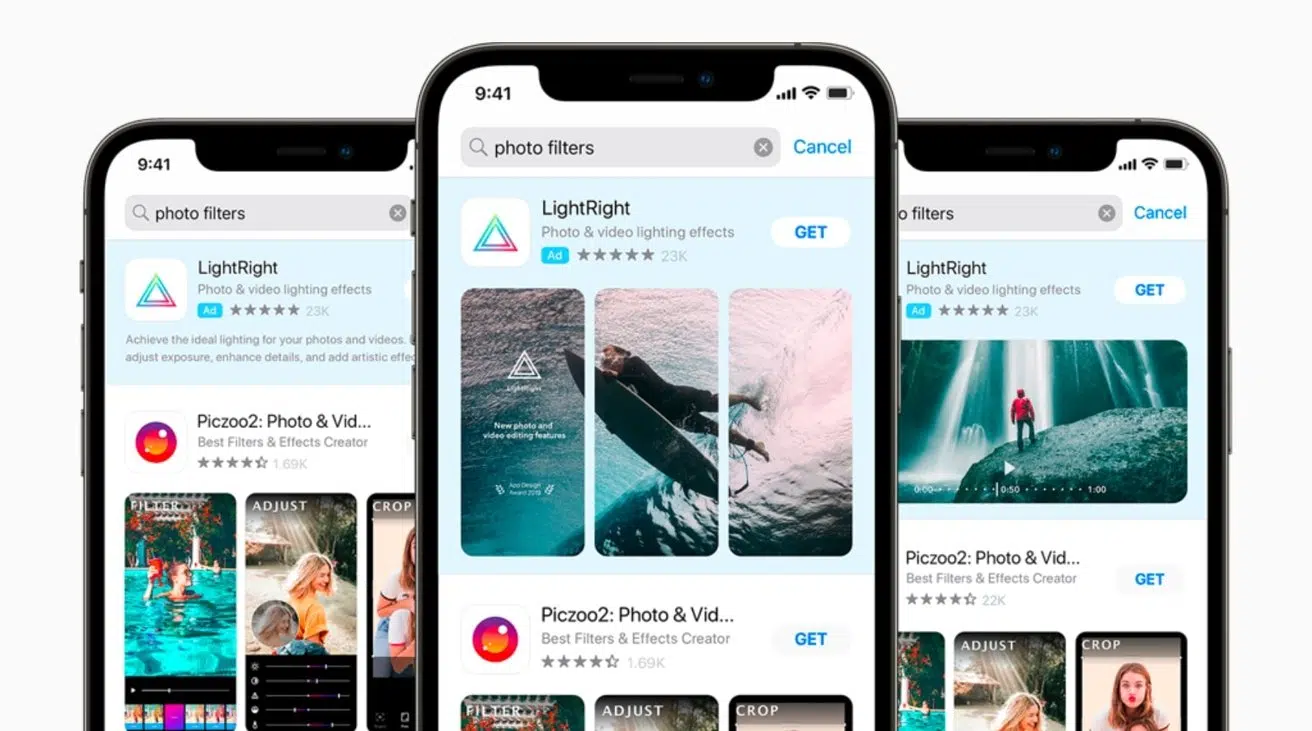 9:41
photo filters
LightRight
Photo & video lighting effects
Ad 23K
Achieve the ideal lighting for your photos and videos.
adjust exposure, enhance details, and add artistic effe
Piczoo2: Photo & Vid...
Best Filters & Effects Creator
1.69K
FILTER
ADJUST
CROP
9:41
photo filters
Cancel
LightRight
Photo & video lighting effects
Ad 23K
GET
LightRight
New photo and
video editing features
App Design
Award 2019
Piczoo2: Photo & Vid...
Best Filters & Effects Creator
1.69K
GET
FILTER
ADJUST
CROP
o filters
Cancel
LightRight
Photo & video lighting effects
Ad 23K
GET
0:00
0:50
1:00
Piczoo2: Photo & Vid...
Best Filters & Effects Creator
22K
GET
ADJUST
CROP